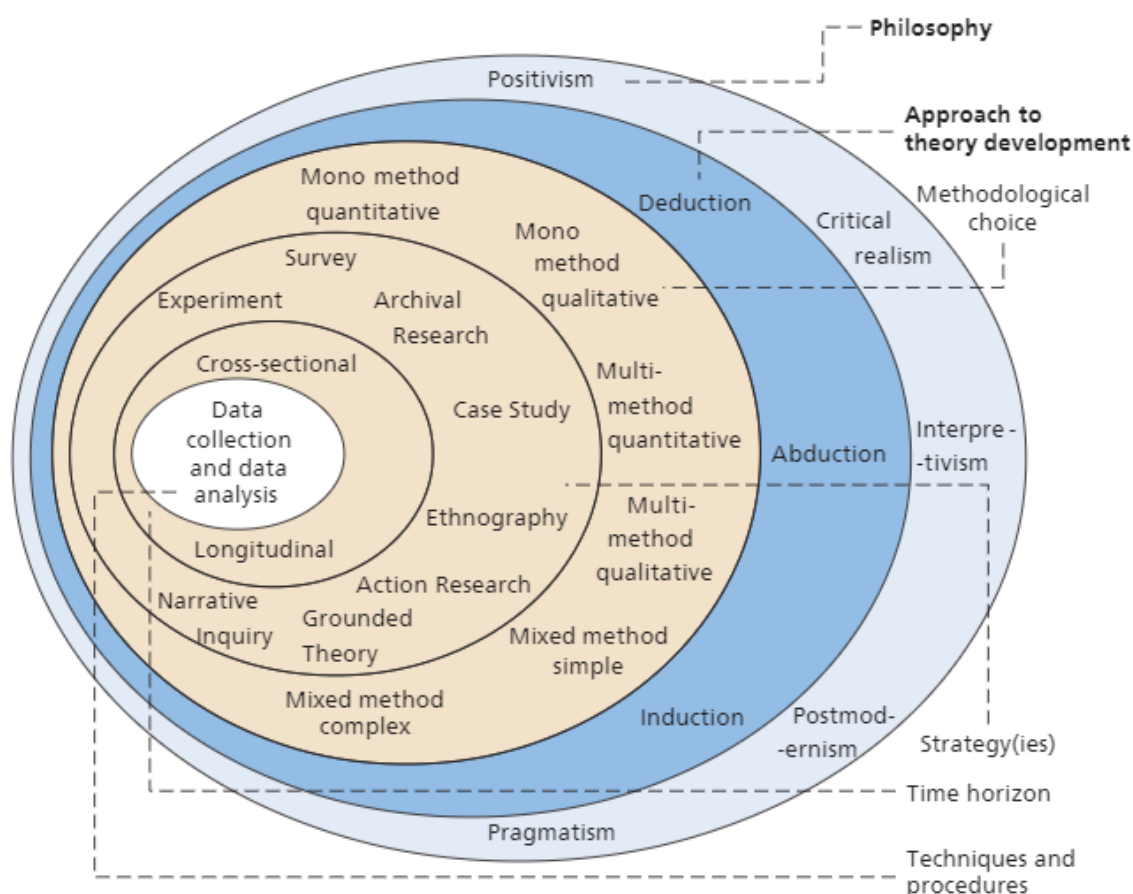 Philosophy
Positivism
Approach to
theory development
Mono method
quantitative
Deduction
Methodological
choice
Critical
realism
Mono
method
qualitative
Survey
Experiment
Archival
Research
Cross-sectional
Multi-
method
quantitative
Data
collection
and data
analysis
Case Study
Abduction
Interpre -
-tivism
Ethnography
Multi-
method
qualitative
Longitudinal
Action Research
Narrative
Inquiry
Grounded
Theory
Mixed method
simple
Mixed method
complex
Induction
Postmod-
-ernism
Strategy(ies)
Time horizon
Pragmatism
Techniques and
procedures